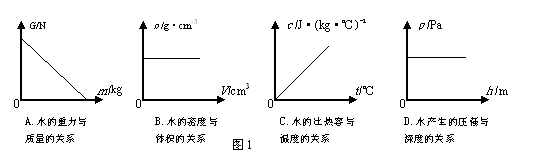 G/N
ρ/g·cm³
c/J·(kg·℃)⁻¹
p/Pa
0
m/kg
0
V/cm³
0
t/℃
0
h/m
A.水的重力与
质量的关系
B.水的密度与
体积的关系
C.水的比热容与
温度的关系
D.水产生的压强与
深度的关系
图1